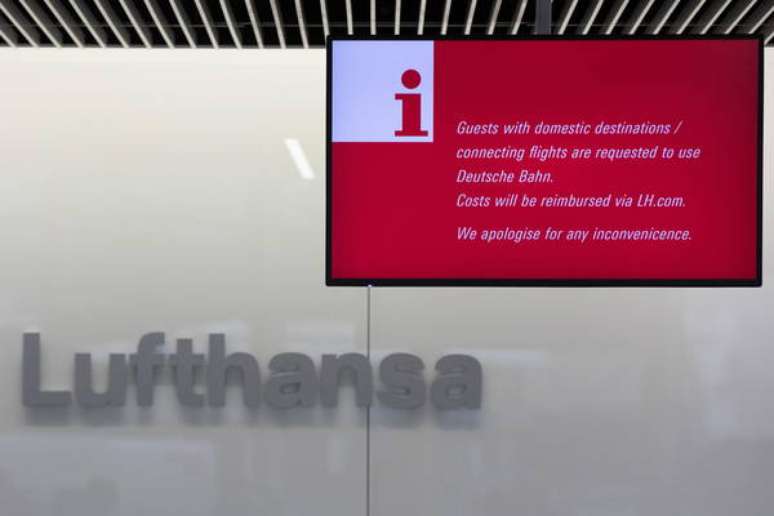 i
Guests with domestic destinations /
connecting flights are requested to use
Deutsche Bahn.
Costs will be reimbursed via LH.com.
We apologise for any inconvenicence.
Lufthansa